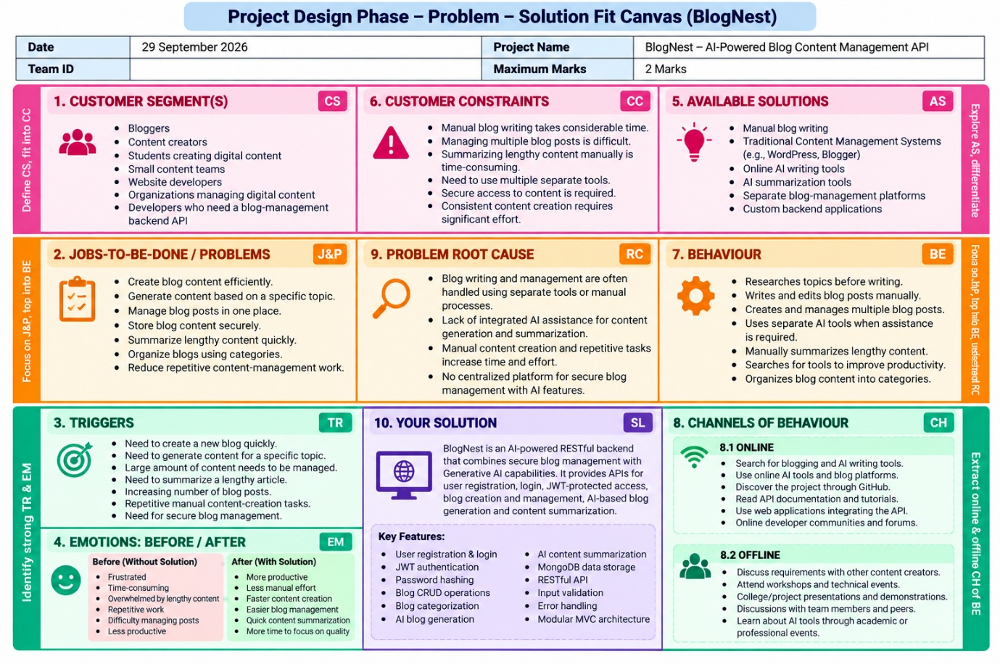 Project Design Phase – Problem – Solution Fit Canvas (BlogNest)
Date
29 September 2026
Project Name
BlogNest – AI-Powered Blog Content Management API
Team ID
Maximum Marks
2 Marks
Define CS, fit into CC
1. CUSTOMER SEGMENT(S)
CS
• Bloggers
• Content creators
• Students creating digital content
• Small content teams
• Website developers
• Organizations managing digital content
• Developers who need a blog-management
backend API
6. CUSTOMER CONSTRAINTS
CC
• Manual blog writing takes considerable time.
• Managing multiple blog posts is difficult.
• Summarizing lengthy content manually is
time-consuming.
• Need to use multiple separate tools.
• Secure access to content is required.
• Consistent content creation requires
significant effort.
5. AVAILABLE SOLUTIONS
AS
• Manual blog writing
• Traditional Content Management Systems
(e.g., WordPress, Blogger)
• Online AI writing tools
• AI summarization tools
• Separate blog-management platforms
• Custom backend applications
Explore AS, differentiate
Focus on J&P, top into BE
2. JOBS-TO-BE-DONE / PROBLEMS
J&P
• Create blog content efficiently.
• Generate content based on a specific topic.
• Manage blog posts in one place.
• Store blog content securely.
• Summarize lengthy content quickly.
• Organize blogs using categories.
• Reduce repetitive content-management work.
9. PROBLEM ROOT CAUSE
RC
• Blog writing and management are often
handled using separate tools or manual
processes.
• Lack of integrated AI assistance for content
generation and summarization.
• Manual content creation and repetitive tasks
increase time and effort.
• No centralized platform for secure blog
management with AI features.
7. BEHAVIOUR
BE
• Researches topics before writing.
• Writes and edits blog posts manually.
• Creates and manages multiple blog posts.
• Uses separate AI tools when assistance
is required.
• Manually summarizes lengthy content.
• Searches for tools to improve productivity.
• Organizes blog content into categories.
BE, RC
Identify strong TR & EM
3. TRIGGERS
TR
• Need to create a new blog quickly.
• Need to generate content for a specific topic.
• Large amount of content needs to be managed.
• Need to summarize a lengthy article.
• Increasing number of blog posts.
• Repetitive manual content-creation tasks.
• Need for secure blog management.
4. EMOTIONS: BEFORE / AFTER
EM
Before (Without Solution)
• Frustrated
• Time-consuming
• Overwhelmed by lengthy content
• Repetitive work
• Difficulty managing posts
• Less productive
After (With Solution)
• More productive
• Less manual effort
• Faster content creation
• Easier blog management
• Quick content summarization
• More time to focus on quality
10. YOUR SOLUTION
SL
BlogNest is an AI-powered RESTful backend
that combines secure blog management with
Generative AI capabilities. It provides APIs for
user registration, login, JWT-protected access,
blog creation and management, AI-based blog
generation and content summarization.
Key Features:
• User registration & login
• JWT authentication
• Password hashing
• Blog CRUD operations
• Blog categorization
• AI blog generation
• AI content summarization
• MongoDB data storage
• RESTful API
• Input validation
• Error handling
• Modular MVC architecture
8. CHANNELS OF BEHAVIOUR
CH
8.1 ONLINE
• Search for blogging and AI writing tools.
• Use online AI tools and blog platforms.
• Discover the project through GitHub.
• Read API documentation and tutorials.
• Use web applications integrating the API.
• Online developer communities and forums.
8.2 OFFLINE
• Discuss requirements with other content creators.
• Attend workshops and technical events.
• College/project presentations and demonstrations.
• Discussions with team members and peers.
• Learn about AI tools through academic or
professional events.
Extract online & offline CH of BE